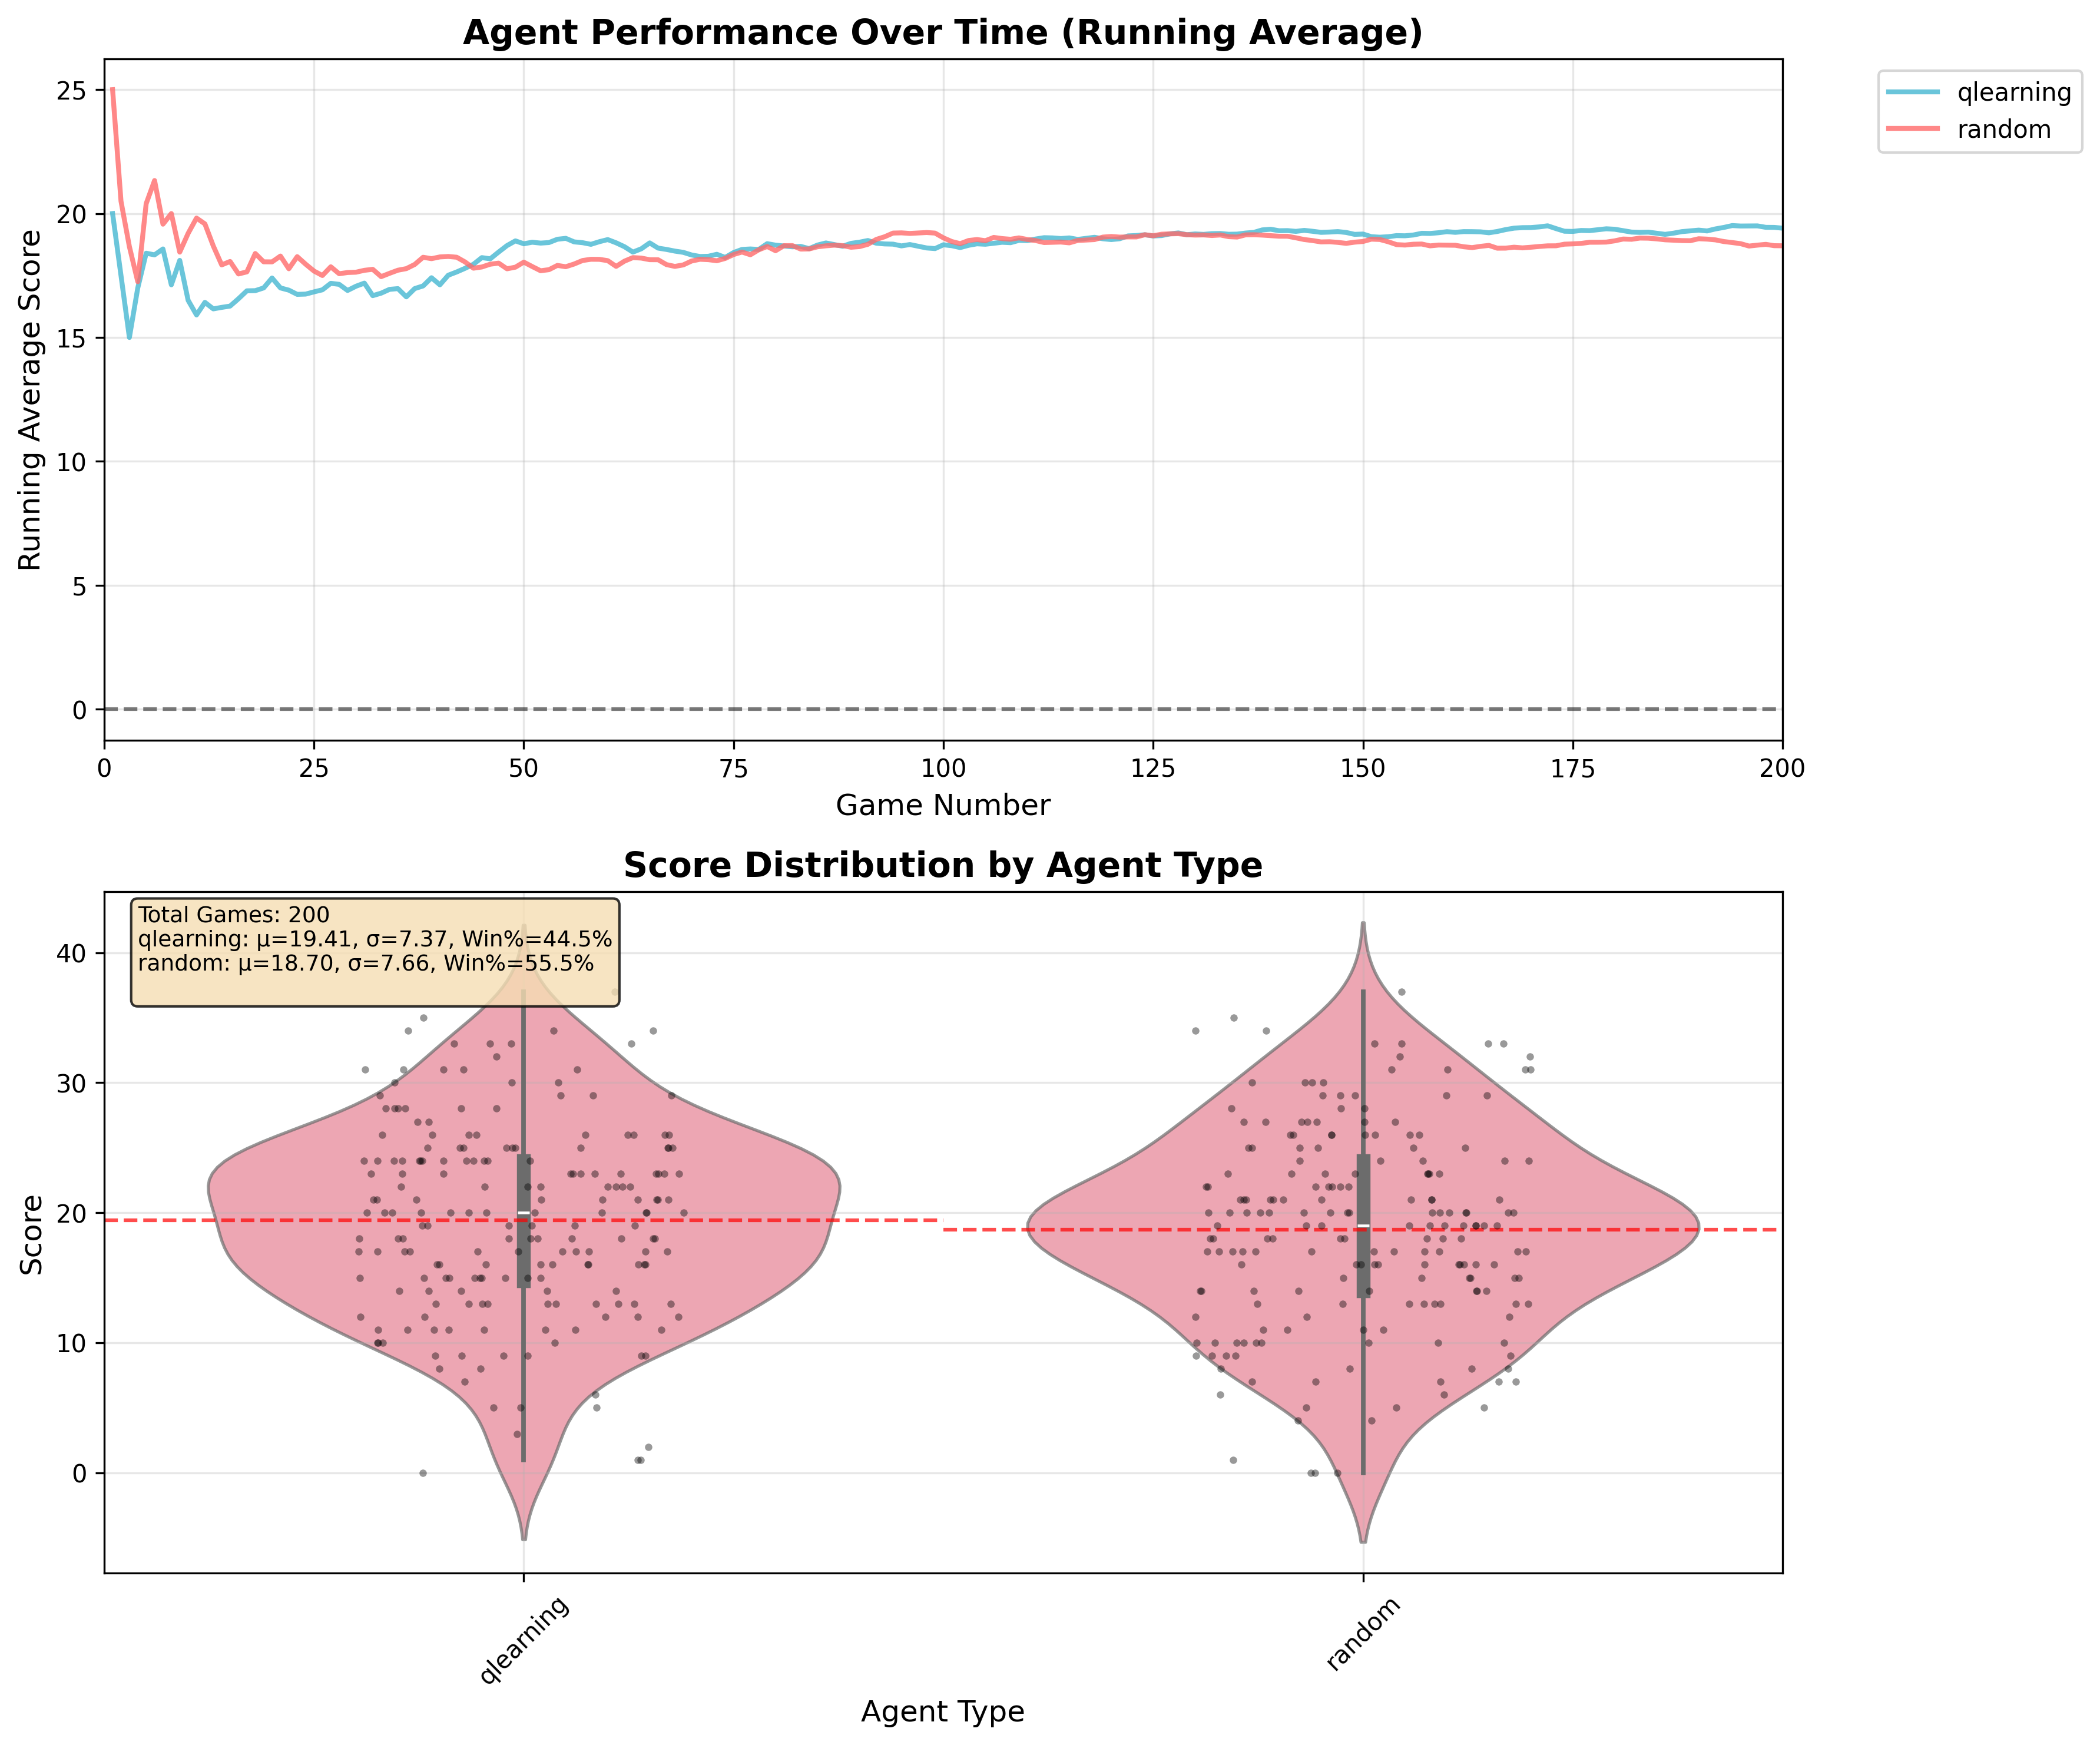 Agent Performance Over Time (Running Average)
25
20
15
10
5
0
Running Average Score
0 25 50 75 100 125 150 175 200
Game Number
qlearning
random
Score Distribution by Agent Type
Total Games: 200
qlearning: μ=19.41, σ=7.37, Win%=44.5%
random: μ=18.70, σ=7.66, Win%=55.5%
40
30
20
10
0
Score
qlearning
random
Agent Type